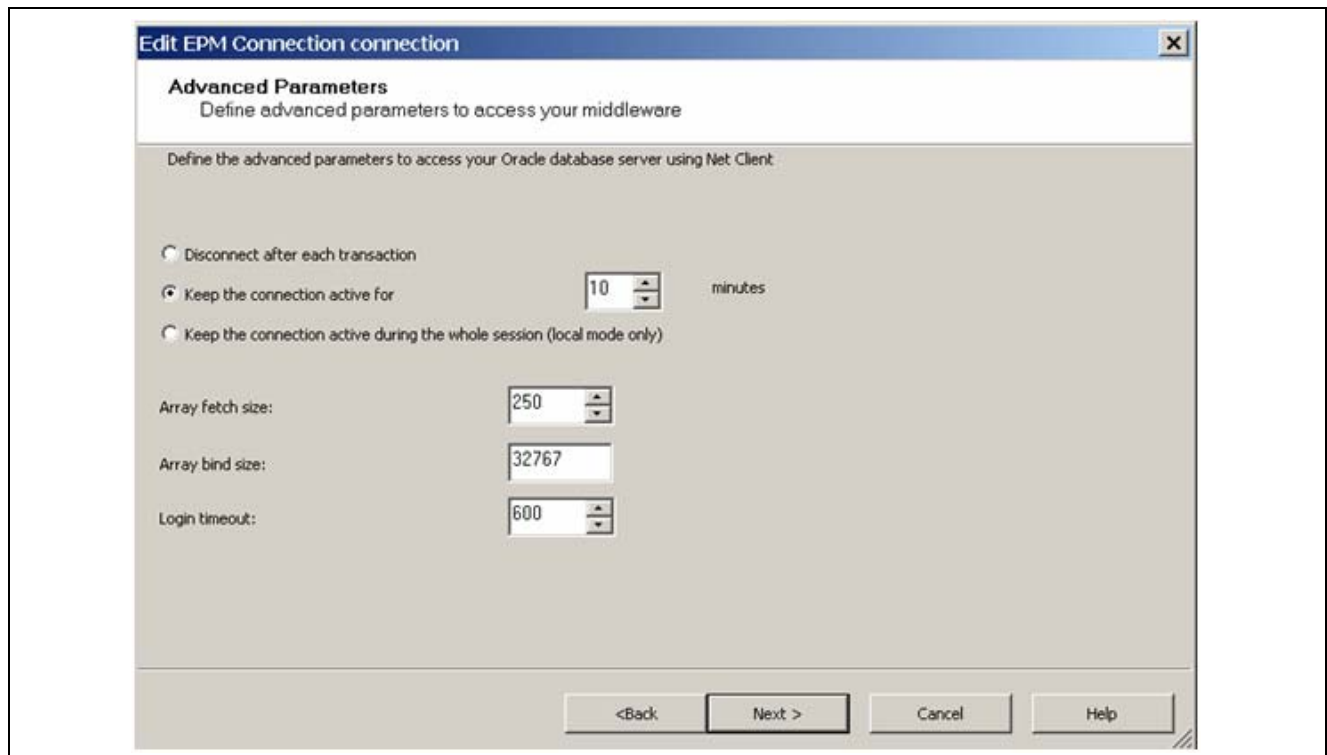 Edit EPM Connection connection
Advanced Parameters
Define advanced parameters to access your middleware
Define the advanced parameters to access your Oracle database server using Net Client
Disconnect after each transaction
Keep the connection active for 10 minutes
Keep the connection active during the whole session (local mode only)
Array fetch size: 250
Array bind size: 32767
Login timeout: 600
<Back Next > Cancel Help